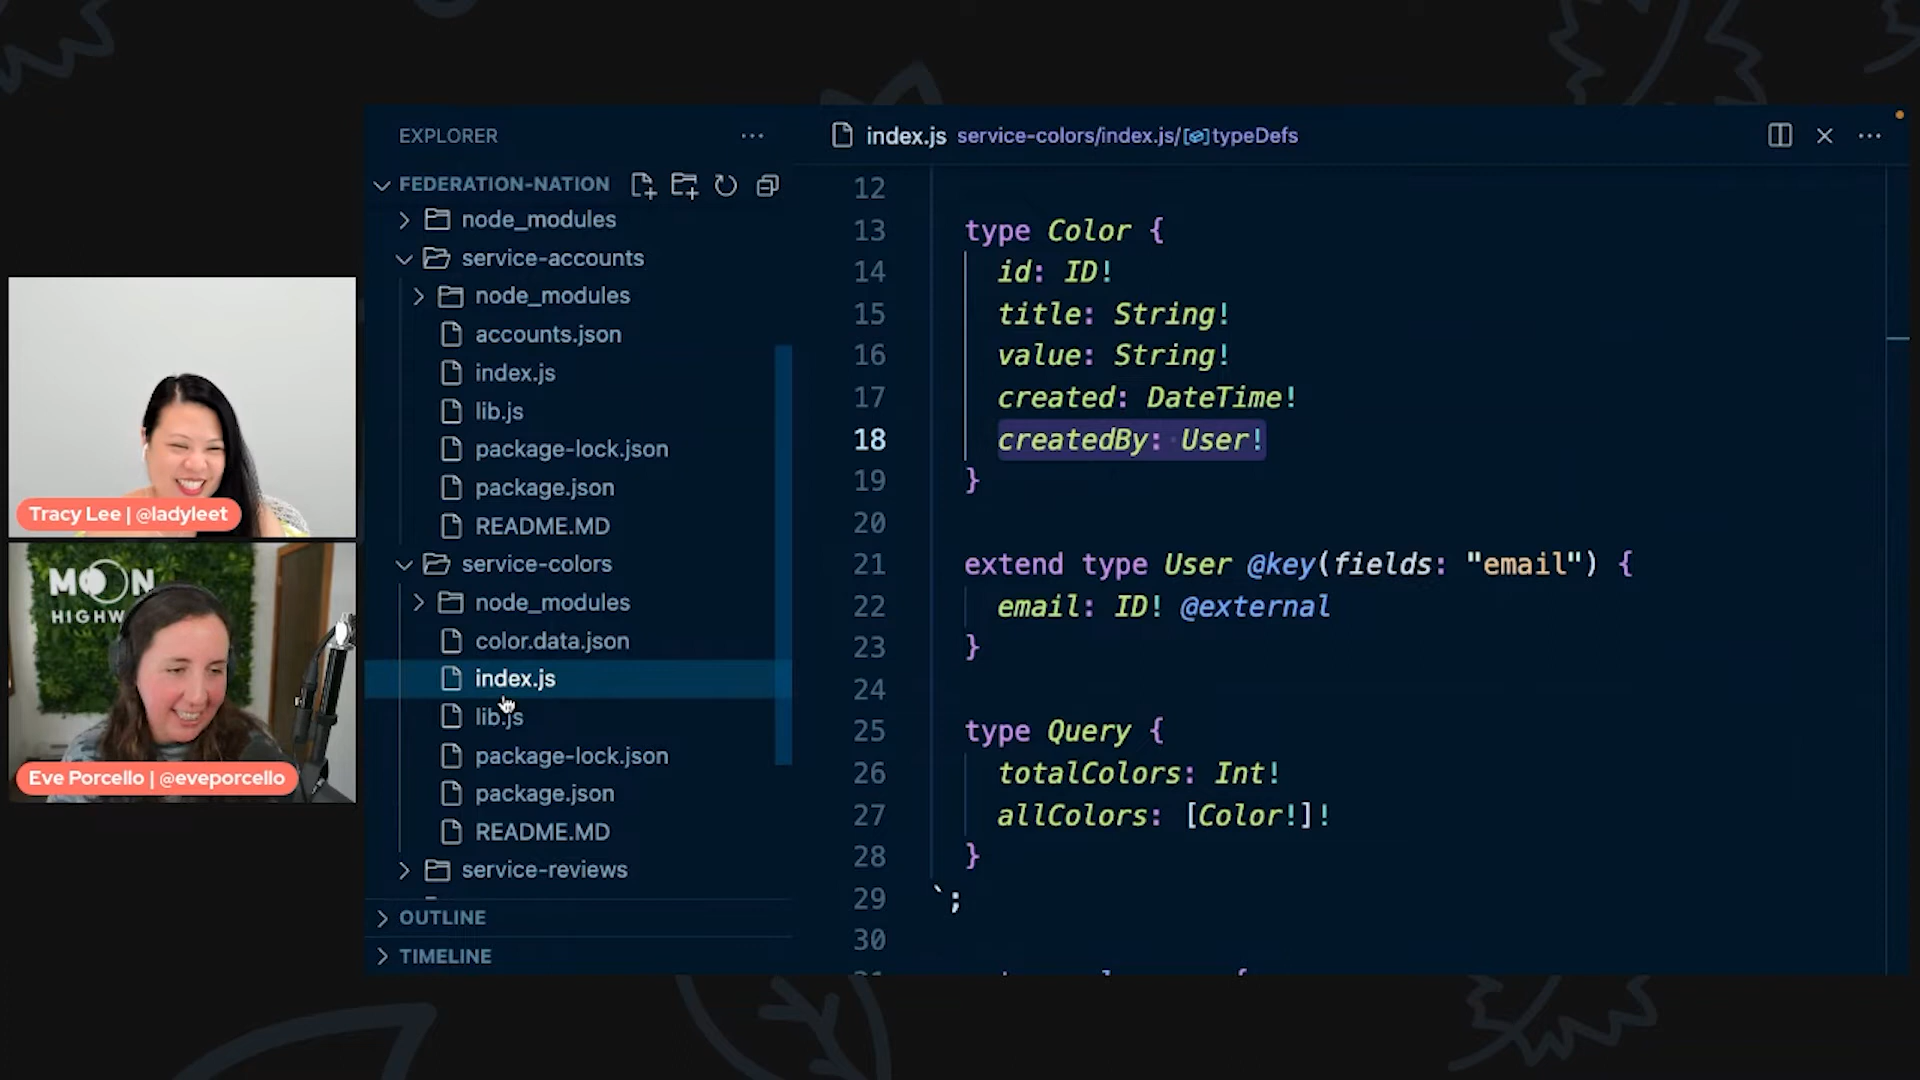 EXPLORER
FEDERATION-NATION
node_modules
service-accounts
node_modules
accounts.json
index.js
lib.js
package-lock.json
package.json
README.MD
service-colors
node_modules
color.data.json
index.js
lib.js
package-lock.json
package.json
README.MD
service-reviews
OUTLINE
TIMELINE
index.js service-colors/index.js/typeDefs
12
13 type Color {
14 id: ID!
15 title: String!
16 value: String!
17 created: DateTime!
18 createdBy: User!
19 }
20
21 extend type User @key(fields: "email") {
22 email: ID! @external
23 }
24
25 type Query {
26 totalColors: Int!
27 allColors: [Color!]!
28 }
29 `;
30
Tracy Lee | @ladyleet
MOON
HIGHW
Eve Porcello | @eveporcello